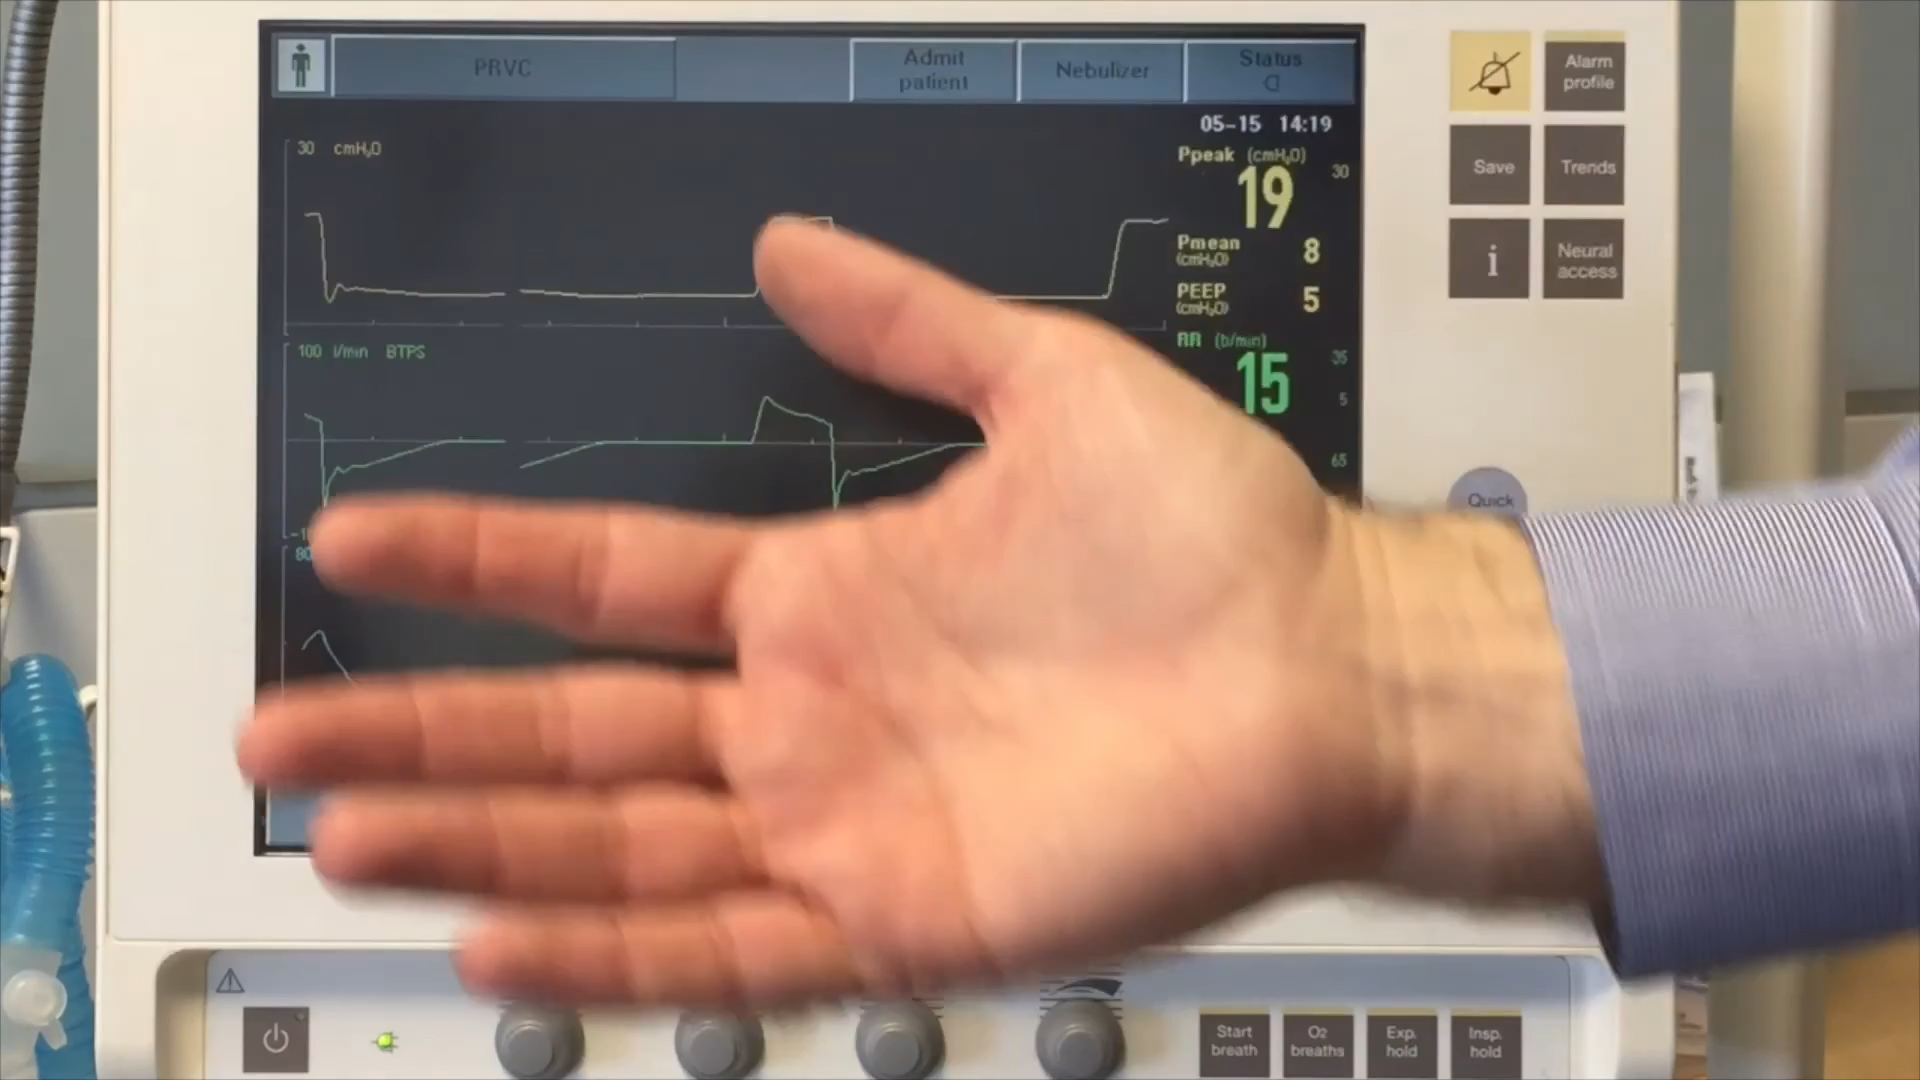 PRVC
Admit
patient
Nebulizer
Status
05-15 14:19
30 cmH₂O
Ppeak (cmH₂O)
30
19
Pmean
(cmH₂O)
8
PEEP
(cmH₂O)
5
RR (b/min)
35
15
5
100 l/min BTPS
65
80
Alarm
profile
Save
Trends
i
Neural
access
Quick
Start
breath
O₂
breaths
Exp.
hold
Insp.
hold